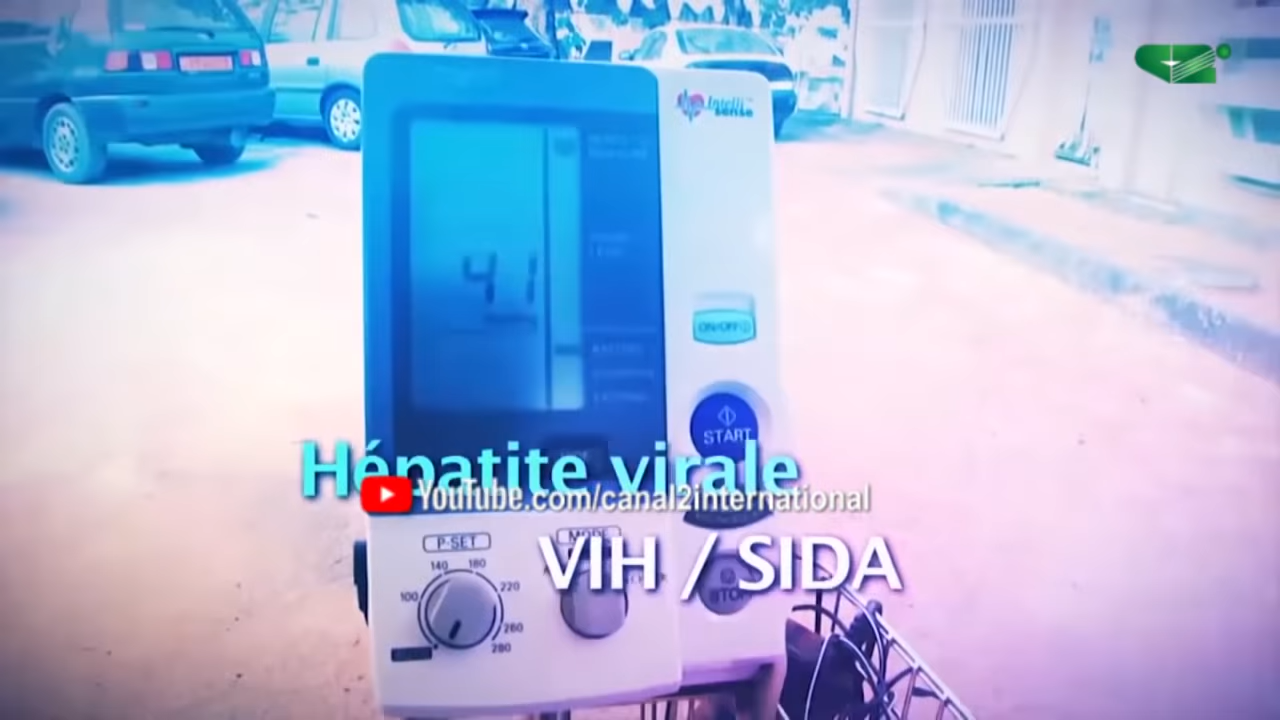 Intelli
sense
41
ON/OFF
START
Hépatite virale
YouTube.com/canal2international
P-SET
MODE
VIH / SIDA
140 180
100 220
260
280
STOP